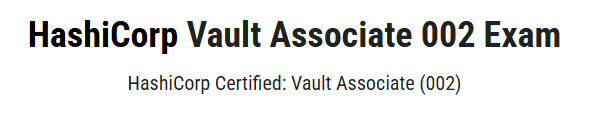 HashiCorp Vault Associate 002 Exam
HashiCorp Certified: Vault Associate (002)